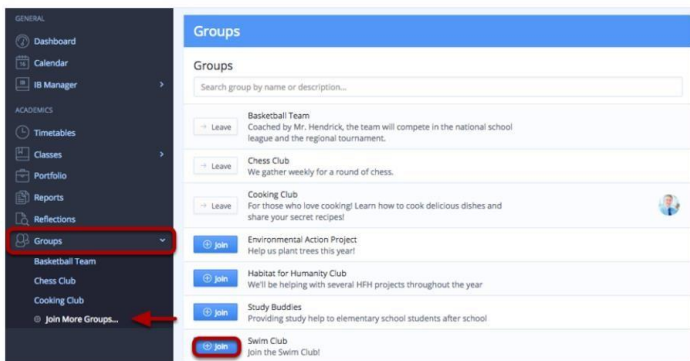 GENERAL
Dashboard
Calendar
IB Manager
ACADEMICS
Timetables
Classes
Portfolio
Reports
Reflections
Groups
Basketball Team
Chess Club
Cooking Club
Join More Groups...
Groups
Groups
Search group by name or description...
Leave
Basketball Team
Coached by Mr. Hendrick, the team will compete in the national school
league and the regional tournament.
Leave
Chess Club
We gather weekly for a round of chess.
Leave
Cooking Club
For those who love cooking! Learn how to cook delicious dishes and
share your secret recipes!
Join
Environmental Action Project
Help us plant trees this year!
Join
Habitat for Humanity Club
We'll be helping with several HFH projects throughout the year
Join
Study Buddies
Providing study help to elementary school students after school
Join
Swim Club
Join the Swim Club!